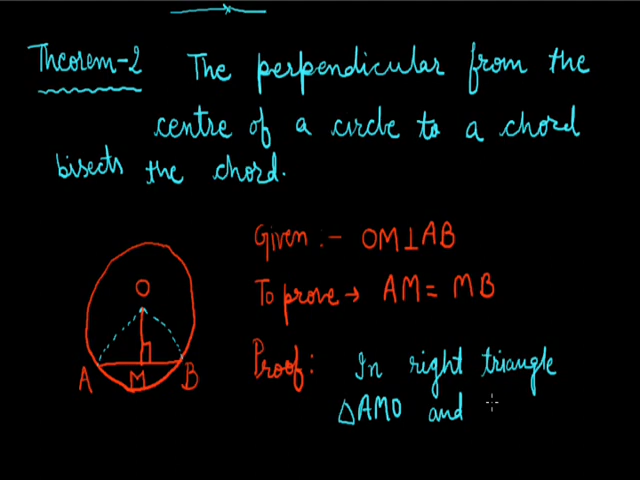 Theorem-2 The perpendicular from the
centre of a circle to a chord
bisects the chord.
Given :- OM⊥AB
O
To prove → AM = MB
A M B
Proof: In right triangle
△AMO and